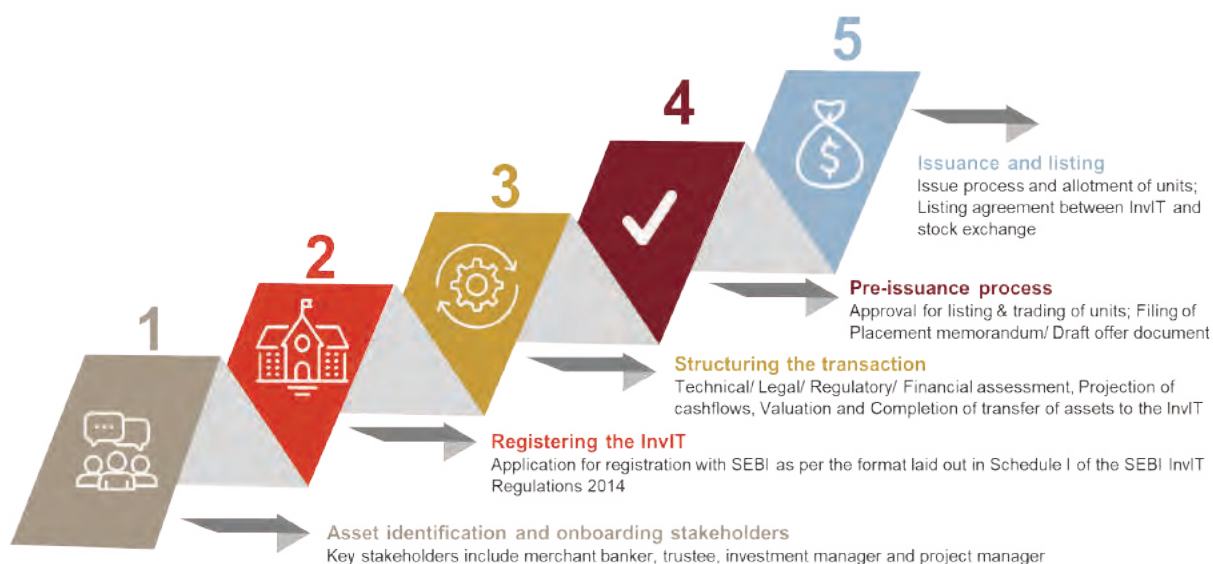 1
Asset identification and onboarding stakeholders
Key stakeholders include merchant banker, trustee, investment manager and project manager
2
Registering the InvIT
Application for registration with SEBI as per the format laid out in Schedule I of the SEBI InvIT
Regulations 2014
3
Structuring the transaction
Technical/ Legal/ Regulatory/ Financial assessment, Projection of
cashflows, Valuation and Completion of transfer of assets to the InvIT
4
Pre-issuance process
Approval for listing & trading of units; Filing of
Placement memorandum/ Draft offer document
5
$
Issuance and listing
Issue process and allotment of units;
Listing agreement between InvIT and
stock exchange